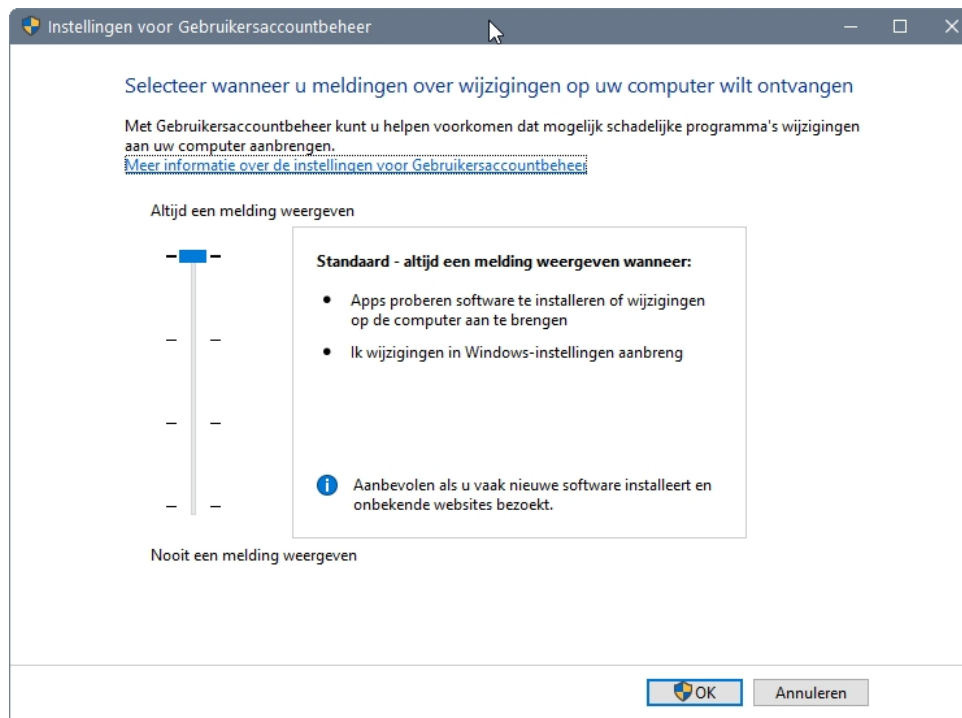 Instellingen voor Gebruikersaccountbeheer
Selecteer wanneer u meldingen over wijzigingen op uw computer wilt ontvangen
Met Gebruikersaccountbeheer kunt u helpen voorkomen dat mogelijk schadelijke programma's wijzigingen
aan uw computer aanbrengen.
Meer informatie over de instellingen voor Gebruikersaccountbeheer
Altijd een melding weergeven
Standaard - altijd een melding weergeven wanneer:
Apps proberen software te installeren of wijzigingen
op de computer aan te brengen
Ik wijzigingen in Windows-instellingen aanbreng
Aanbevolen als u vaak nieuwe software installeert en
onbekende websites bezoekt.
Nooit een melding weergeven
OK Annuleren